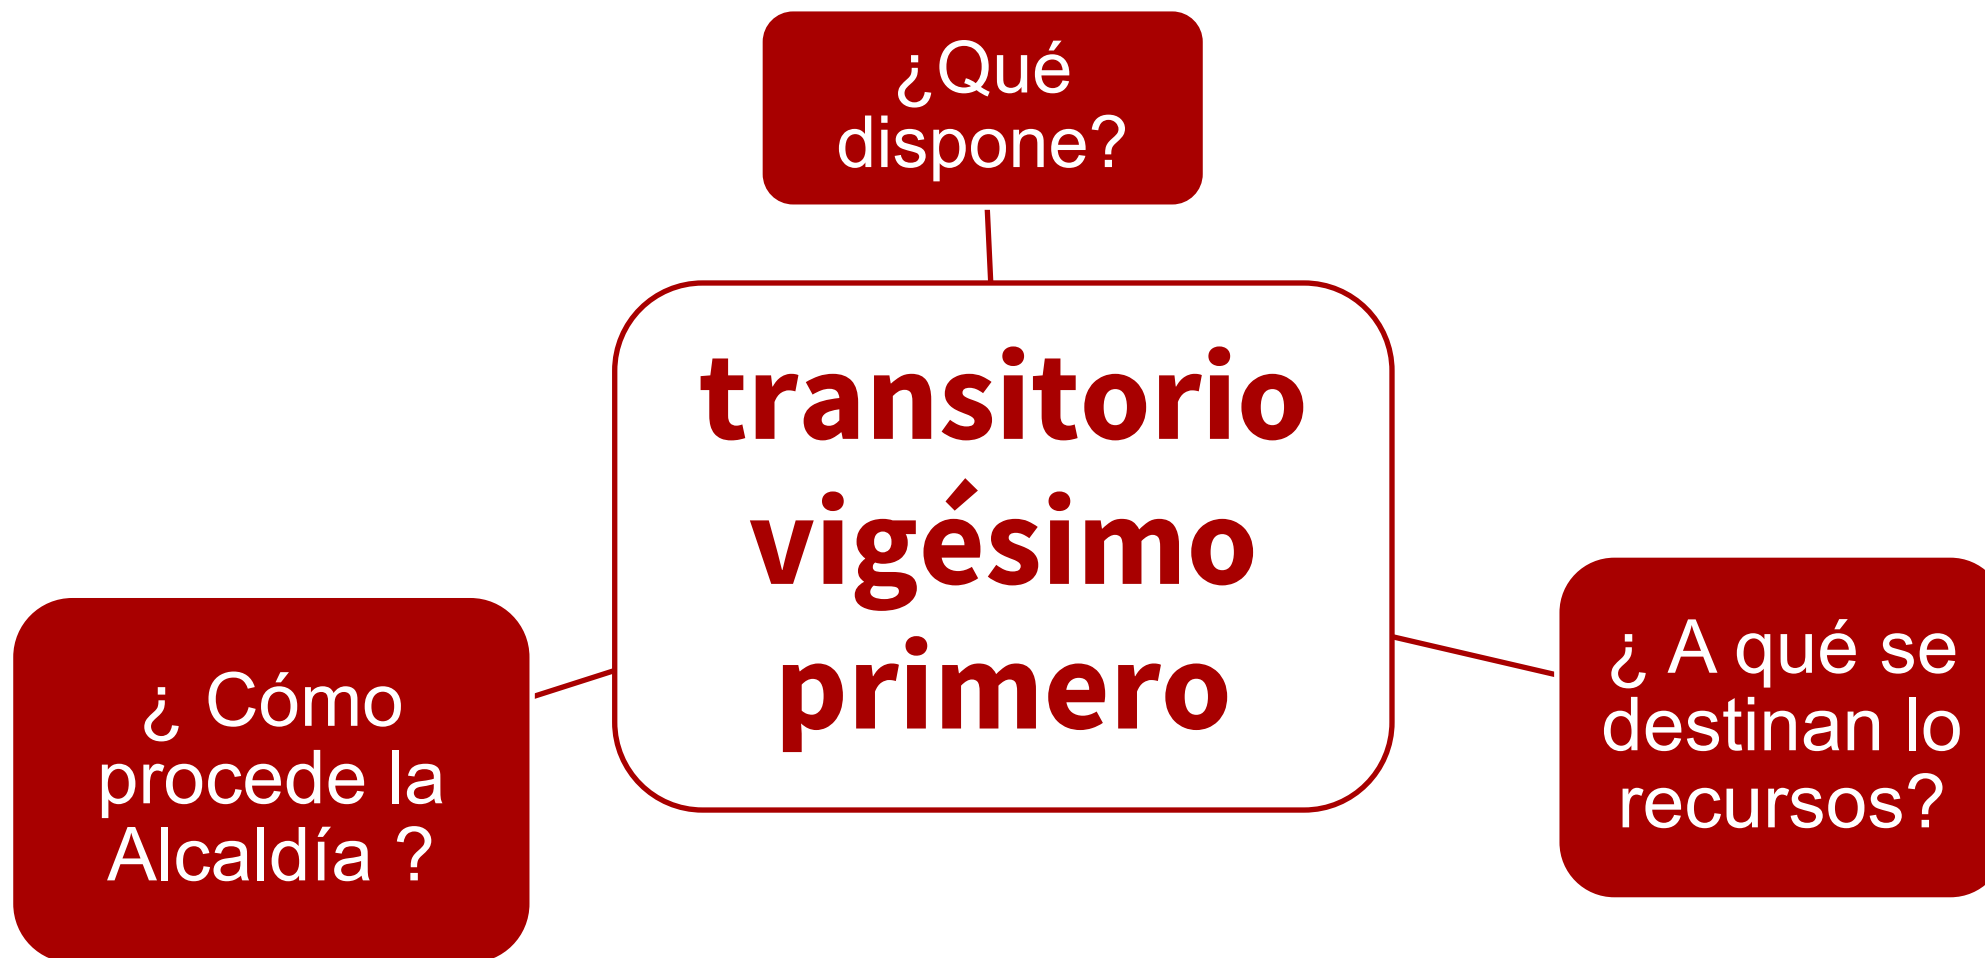 ¿Qué
dispone?
transitorio
vigésimo
primero
¿ Cómo
procede la
Alcaldía ?
¿ A qué se
destinan lo
recursos?